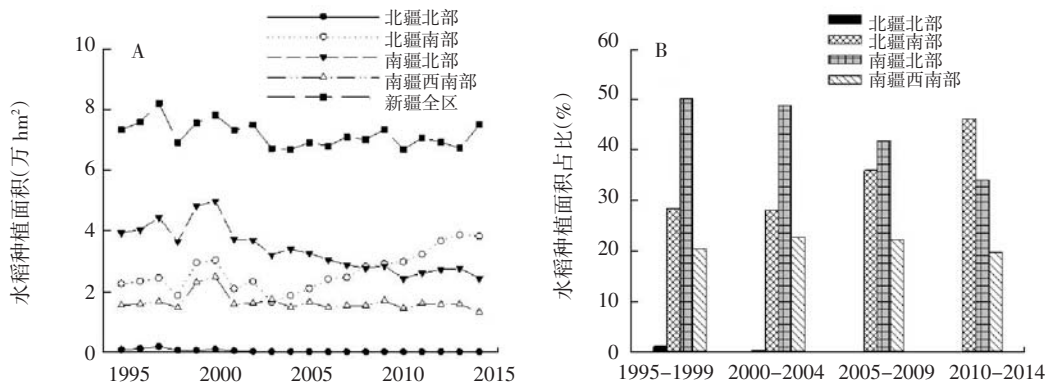 A
北疆北部
北疆南部
南疆北部
南疆西南部
新疆全区
水稻种植面积(万 hm²)
10
8
6
4
2
0
1995 2000 2005 2010 2015
B
北疆北部
北疆南部
南疆北部
南疆西南部
水稻种植面积占比(%)
60
50
40
30
20
10
0
1995-1999 2000-2004 2005-2009 2010-2014